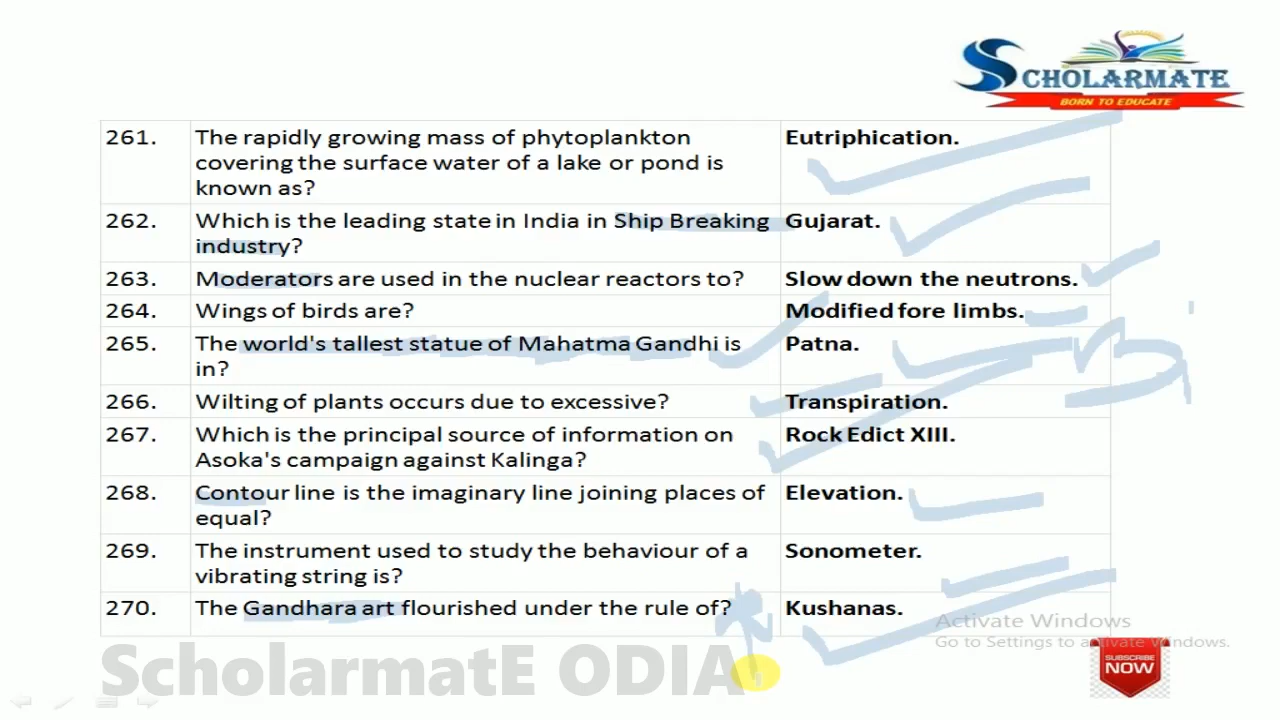 SCHOLARMATE
BORN TO EDUCATE
261. The rapidly growing mass of phytoplankton Eutriphication.
covering the surface water of a lake or pond is
known as?
262. Which is the leading state in India in Ship Breaking Gujarat.
industry?
263. Moderators are used in the nuclear reactors to? Slow down the neutrons.
264. Wings of birds are? Modified fore limbs.
265. The world's tallest statue of Mahatma Gandhi is Patna.
in?
266. Wilting of plants occurs due to excessive? Transpiration.
267. Which is the principal source of information on Rock Edict XIII.
Asoka's campaign against Kalinga?
268. Contour line is the imaginary line joining places of Elevation.
equal?
269. The instrument used to study the behaviour of a Sonometer.
vibrating string is?
270. The Gandhara art flourished under the rule of? Kushanas.
Activate Windows
Go to Settings to activate Windows.
SUBSCRIBE
NOW
ScholarmatE ODIA